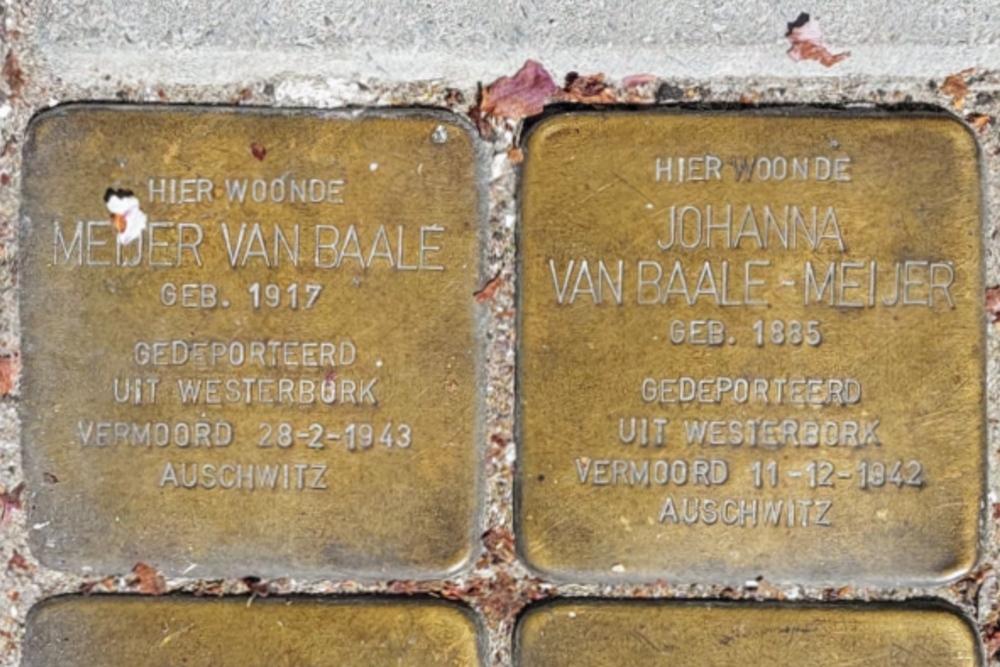 HIER WOONDE
MEIJER VAN BAALE
GEB. 1917
GEDEPORTEERD
UIT WESTERBORK
VERMOORD 28-2-1943
AUSCHWITZ
HIER WOONDE
JOHANNA
VAN BAALE-MEIJER
GEB. 1885
GEDEPORTEERD
UIT WESTERBORK
VERMOORD 11-12-1942
AUSCHWITZ